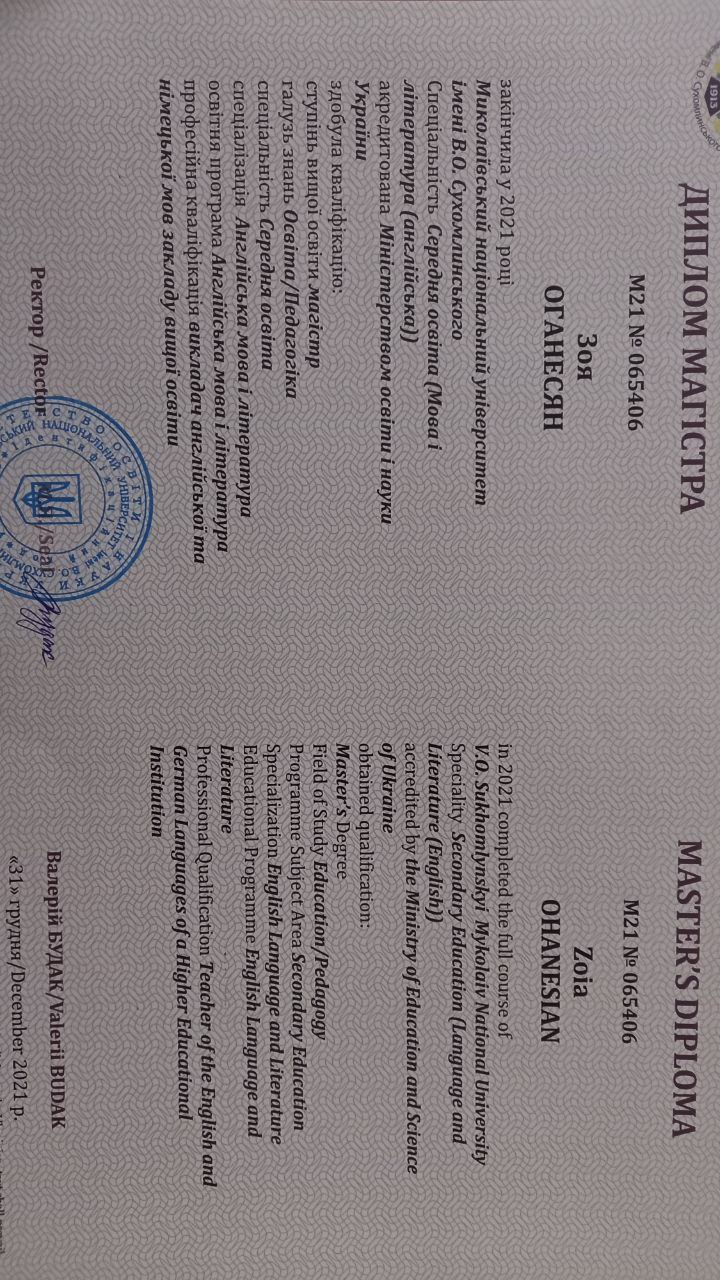 1915
В. О. Сухомлинського
ДИПЛОМ МАГІСТРА
М21 № 065406
Зоя
ОГАНЕСЯН
закінчила у 2021 році
Миколаївський національний університет
імені В.О. Сухомлинського
Спеціальність Середня освіта (Мова і
література (англійська))
акредитована Міністерством освіти і науки
України
здобула кваліфікацію:
ступінь вищої освіти магістр
галузь знань Освіта/Педагогіка
спеціальність Середня освіта
спеціалізація Англійська мова і література
освітня програма Англійська мова і література
професійна кваліфікація викладач англійської та
німецької мов закладу вищої освіти
Ректор /Rector
/Seal
MASTER'S DIPLOMA
M21 № 065406
Zoia
OHANESIAN
in 2021 completed the full course of
V.O. Sukhomlynskyi Mykolaiv National University
Speciality Secondary Education (Language and
Literature (English))
accredited by the Ministry of Education and Science
of Ukraine
obtained qualification:
Master's Degree
Field of Study Education/Pedagogy
Programme Subject Area Secondary Education
Specialization English Language and Literature
Educational Programme English Language and
Literature
Professional Qualification Teacher of the English and
German Languages of a Higher Educational
Institution
Валерій БУДАК/Valerii BUDAK
«31» грудня/December 2021 р.